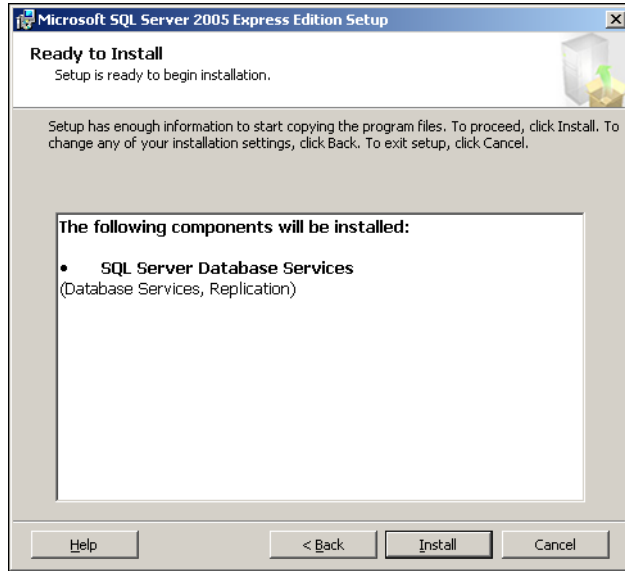 Microsoft SQL Server 2005 Express Edition Setup
Ready to Install
Setup is ready to begin installation.
Setup has enough information to start copying the program files. To proceed, click Install. To
change any of your installation settings, click Back. To exit setup, click Cancel.
The following components will be installed:
• SQL Server Database Services
(Database Services, Replication)
Help
< Back
Install
Cancel